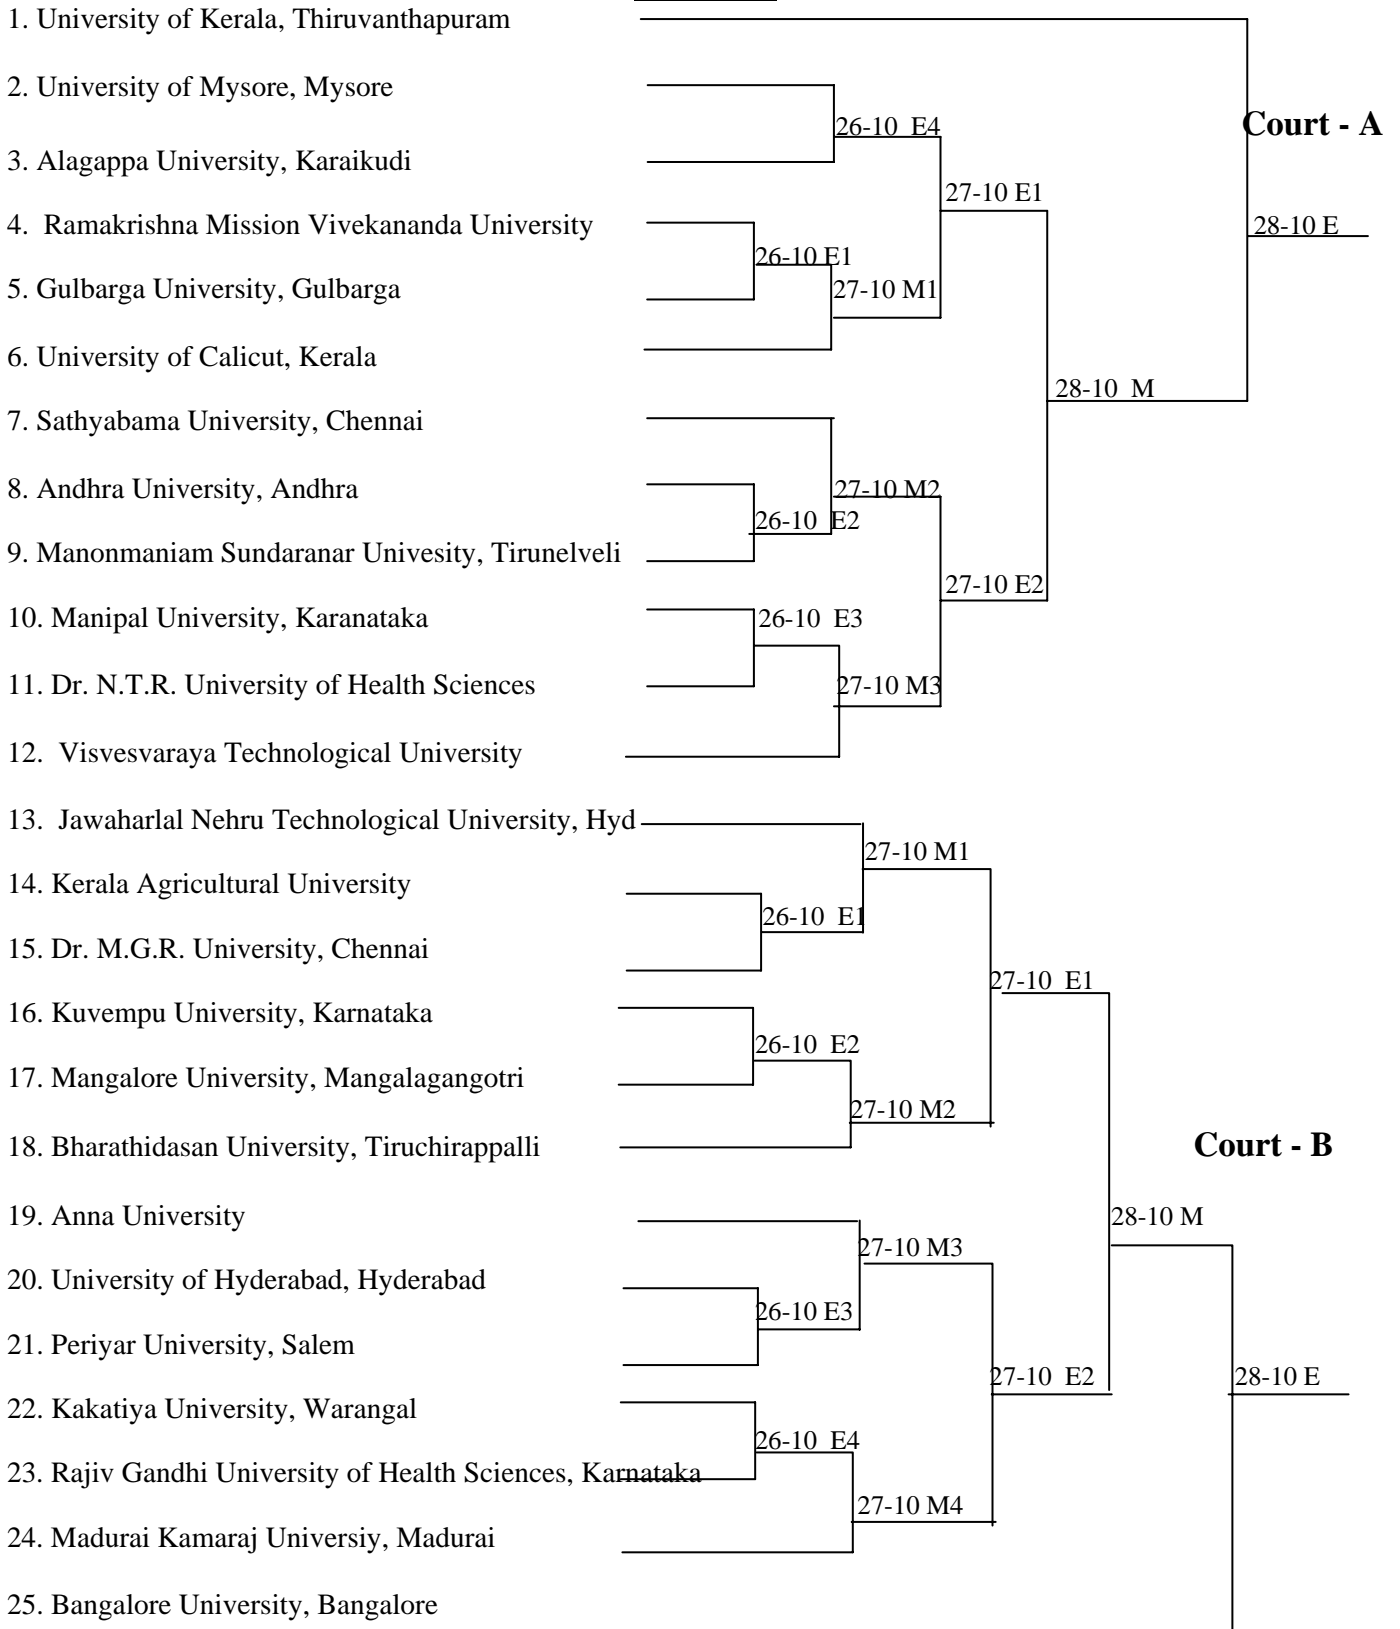 1. University of Kerala, Thiruvanthapuram
2. University of Mysore, Mysore
26-10 E4
Court - A
3. Alagappa University, Karaikudi
27-10 E1
4. Ramakrishna Mission Vivekananda University
28-10 E
26-10 E1
5. Gulbarga University, Gulbarga
27-10 M1
6. University of Calicut, Kerala
28-10 M
7. Sathyabama University, Chennai
8. Andhra University, Andhra
27-10 M2
26-10 E2
9. Manonmaniam Sundaranar Univesity, Tirunelveli
27-10 E2
10. Manipal University, Karanataka
26-10 E3
11. Dr. N.T.R. University of Health Sciences
27-10 M3
12. Visvesvaraya Technological University
13. Jawaharlal Nehru Technological University, Hyd
27-10 M1
14. Kerala Agricultural University
26-10 E1
15. Dr. M.G.R. University, Chennai
27-10 E1
16. Kuvempu University, Karnataka
26-10 E2
17. Mangalore University, Mangalagangotri
27-10 M2
18. Bharathidasan University, Tiruchirappalli
Court - B
19. Anna University
28-10 M
27-10 M3
20. University of Hyderabad, Hyderabad
26-10 E3
21. Periyar University, Salem
27-10 E2
28-10 E
22. Kakatiya University, Warangal
26-10 E4
23. Rajiv Gandhi University of Health Sciences, Karnataka
27-10 M4
24. Madurai Kamaraj Universiy, Madurai
25. Bangalore University, Bangalore